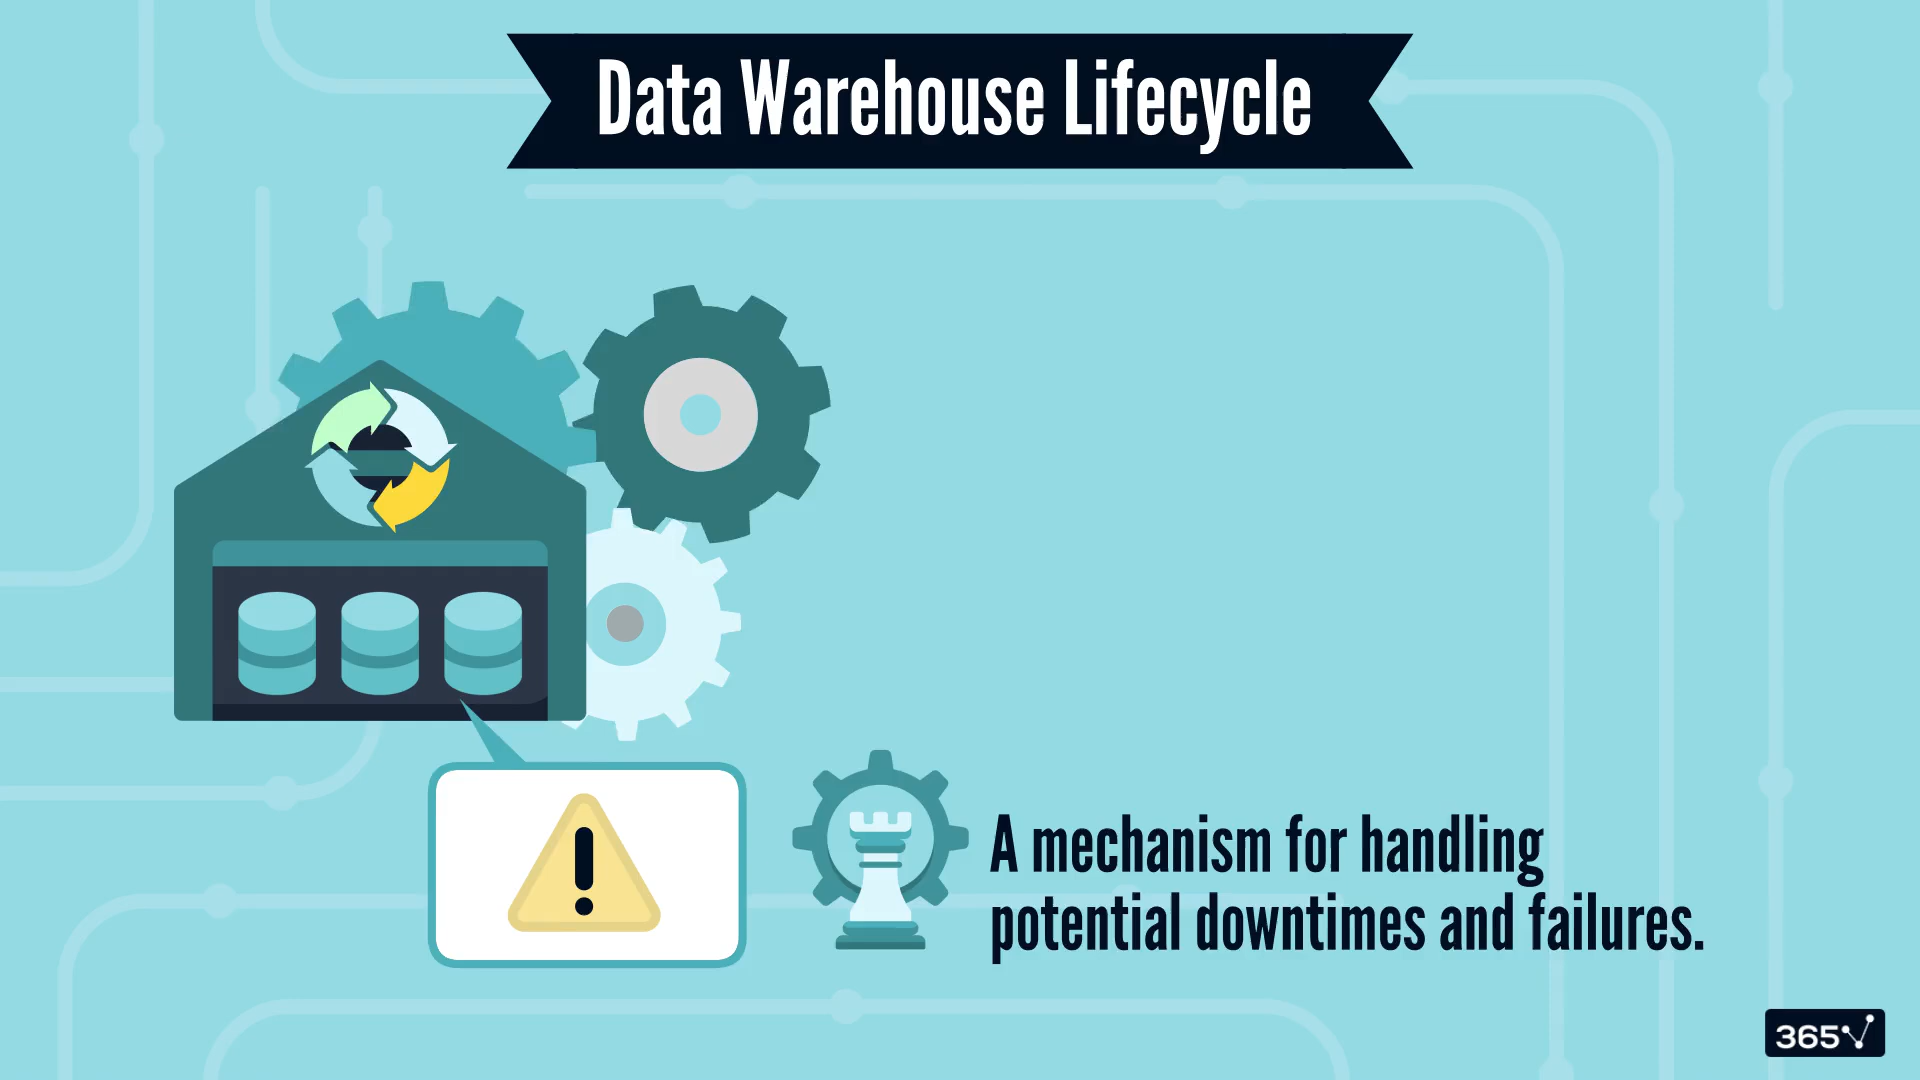 Data Warehouse Lifecycle
A mechanism for handling
potential downtimes and failures.
365